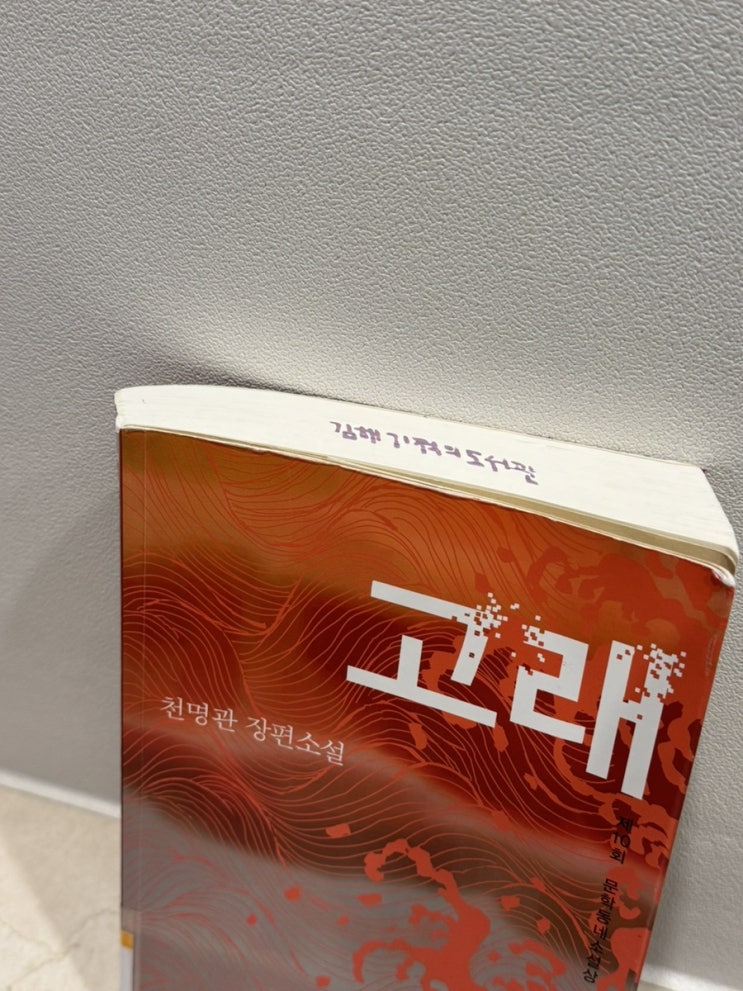 김해기적의도서관
고래
천명관 장편소설
제10회 문학동네소설상